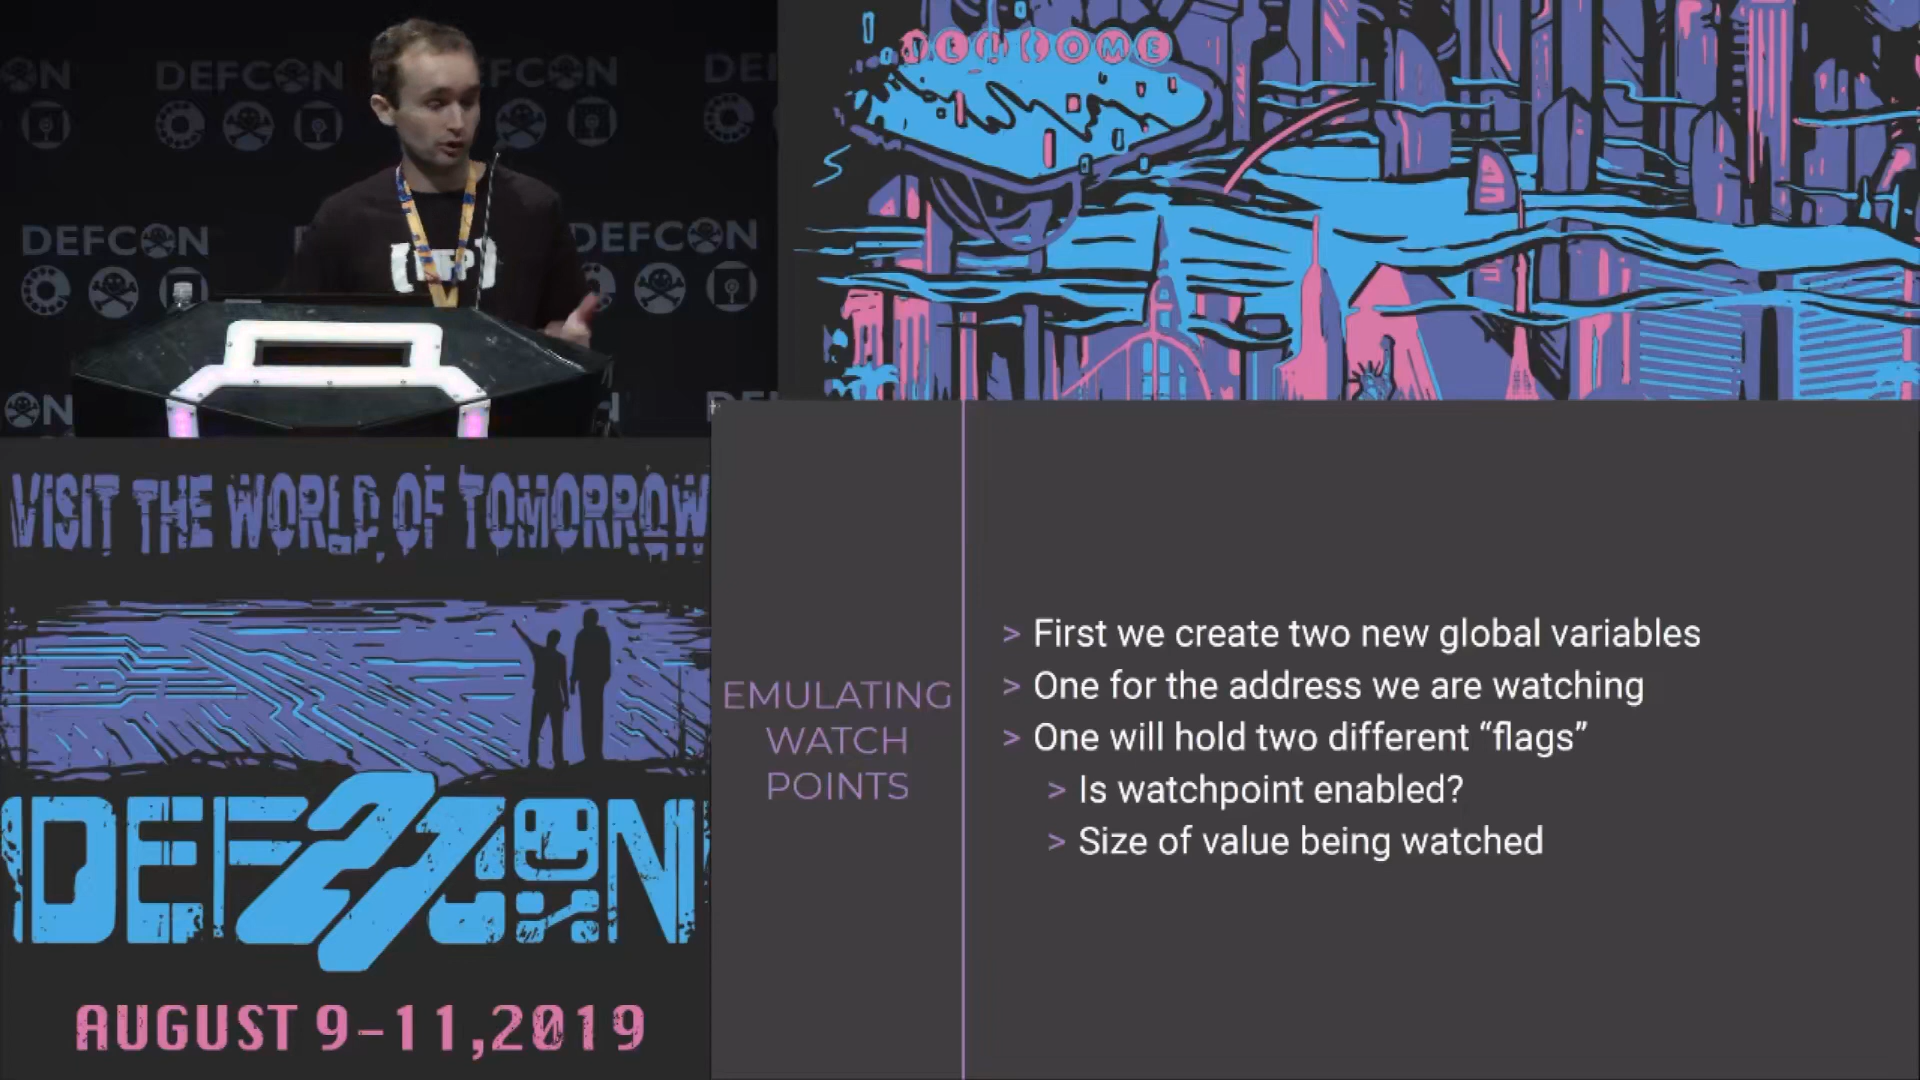 DEFCON
DEFCON
DEFCON
WELCOME
VISIT THE WORLD OF TOMORROW
DEF 27 CON
AUGUST 9-11,2019
EMULATING
WATCH
POINTS
> First we create two new global variables
> One for the address we are watching
> One will hold two different “flags”
> Is watchpoint enabled?
> Size of value being watched